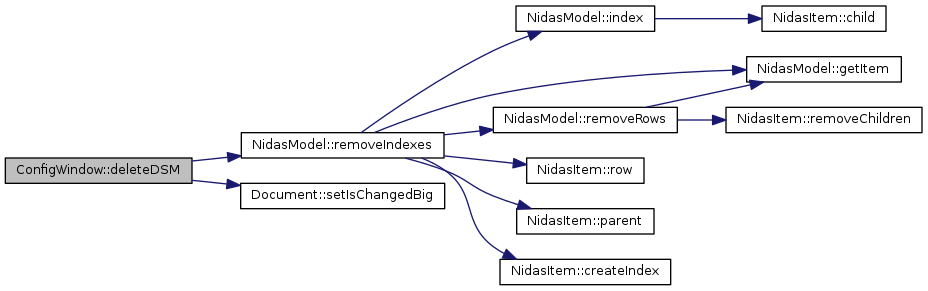 ConfigWindow::deleteDSM
NidasModel::removeIndexes
Document::setIsChangedBig
NidasModel::index
NidasModel::removeRows
NidasItem::row
NidasItem::parent
NidasItem::createIndex
NidasItem::child
NidasModel::getItem
NidasItem::removeChildren